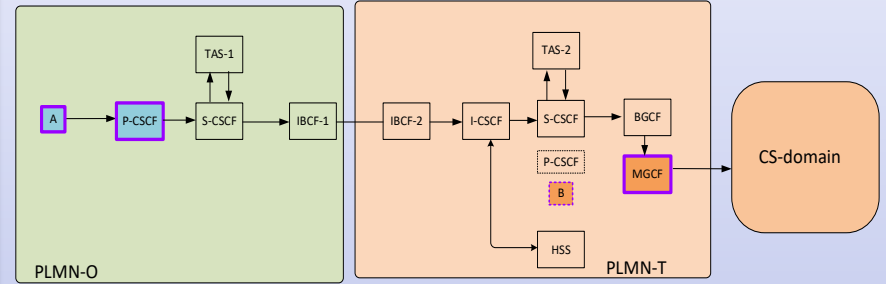 TAS-1
A
P-CSCF
S-CSCF
IBCF-1
PLMN-O
TAS-2
IBCF-2
I-CSCF
S-CSCF
BGCF
P-CSCF
B
MGCF
HSS
PLMN-T
CS-domain